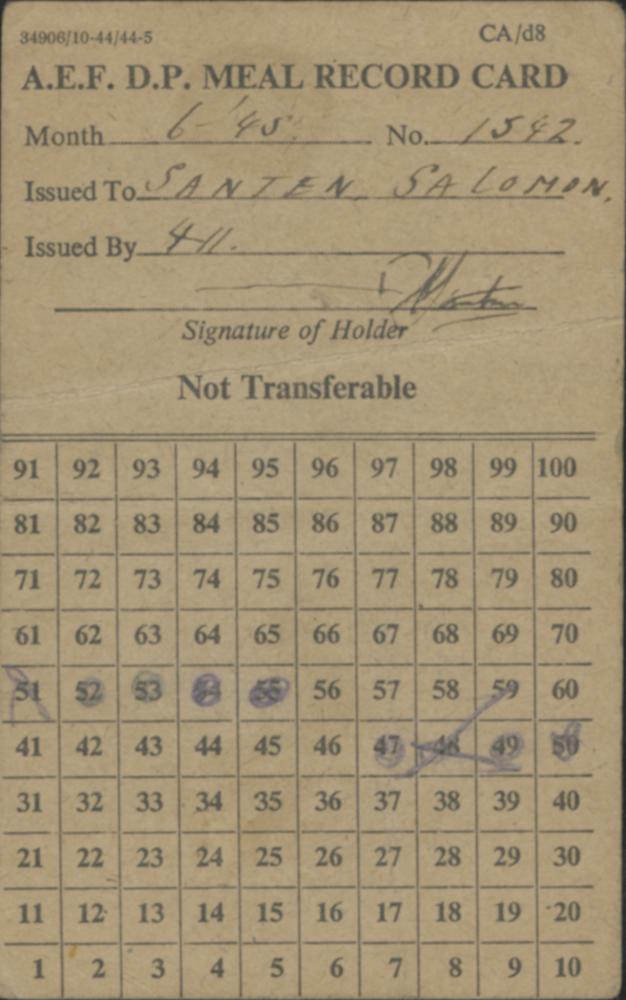 34906/10-44/44-5 CA/d8
A.E.F. D.P. MEAL RECORD CARD
Month 6-'45. No. 1542.
Issued To SANTEN SALOMON.
Issued By 411.
Signature of Holder
Not Transferable
91 92 93 94 95 96 97 98 99 100
81 82 83 84 85 86 87 88 89 90
71 72 73 74 75 76 77 78 79 80
61 62 63 64 65 66 67 68 69 70
51 52 53 54 55 56 57 58 59 60
41 42 43 44 45 46 47 48 49 50
31 32 33 34 35 36 37 38 39 40
21 22 23 24 25 26 27 28 29 30
11 12 13 14 15 16 17 18 19 20
1 2 3 4 5 6 7 8 9 10